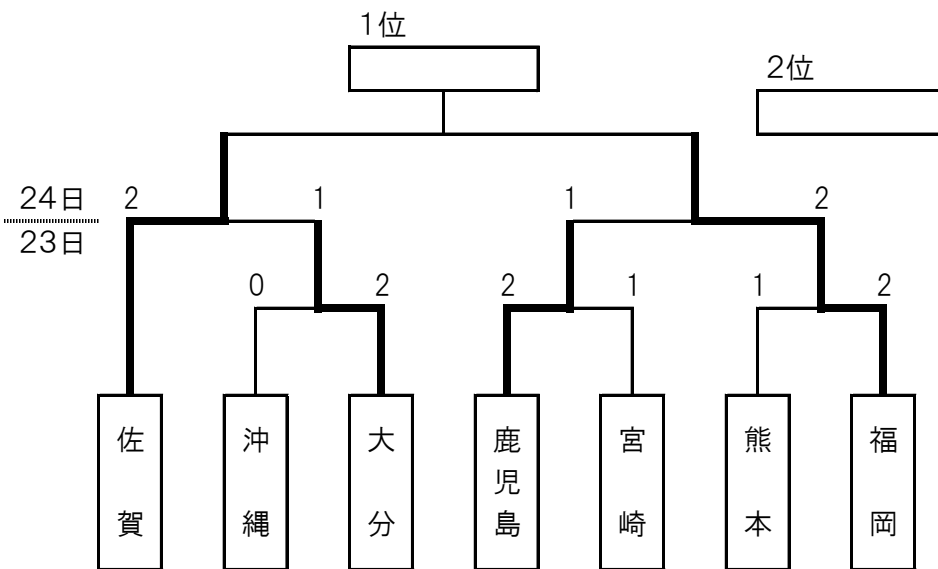 1位
2位
24日 2 1 1 2
23日
0 2 2 1 1 2
佐賀
沖縄
大分
鹿児島
宮崎
熊本
福岡